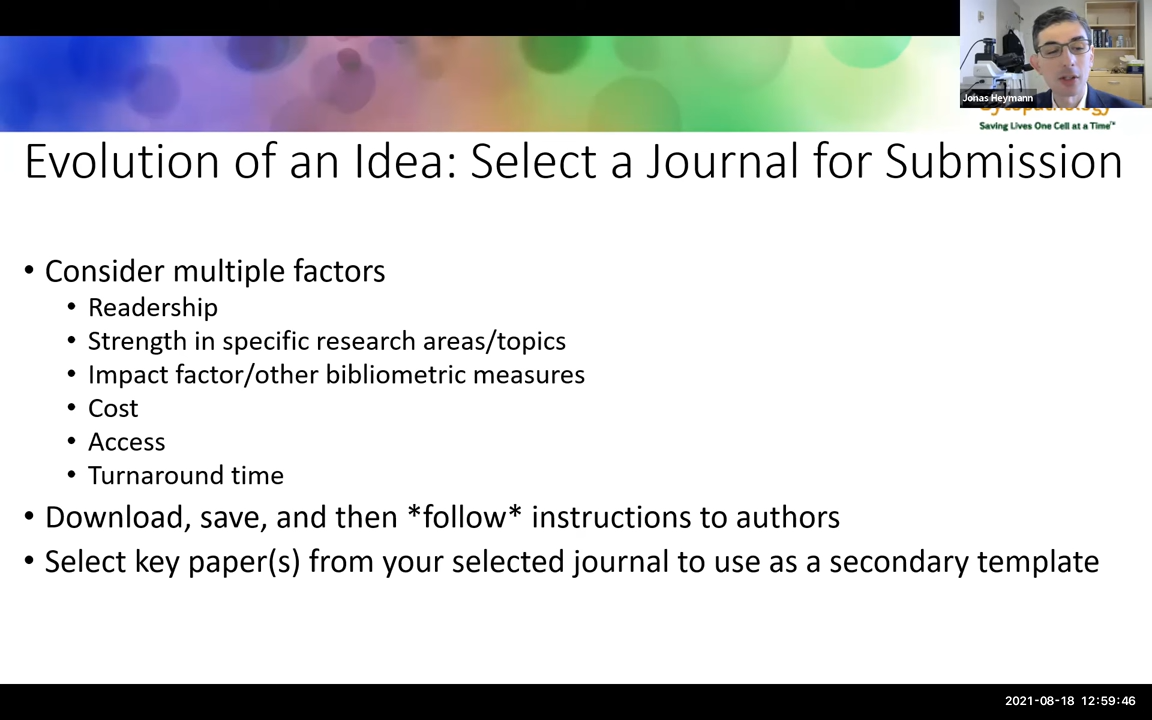 Jonas Heymann
Cytopathology
Saving Lives One Cell at a Time™
Evolution of an Idea: Select a Journal for Submission
• Consider multiple factors
• Readership
• Strength in specific research areas/topics
• Impact factor/other bibliometric measures
• Cost
• Access
• Turnaround time
• Download, save, and then *follow* instructions to authors
• Select key paper(s) from your selected journal to use as a secondary template
2021-08-18 12:59:46